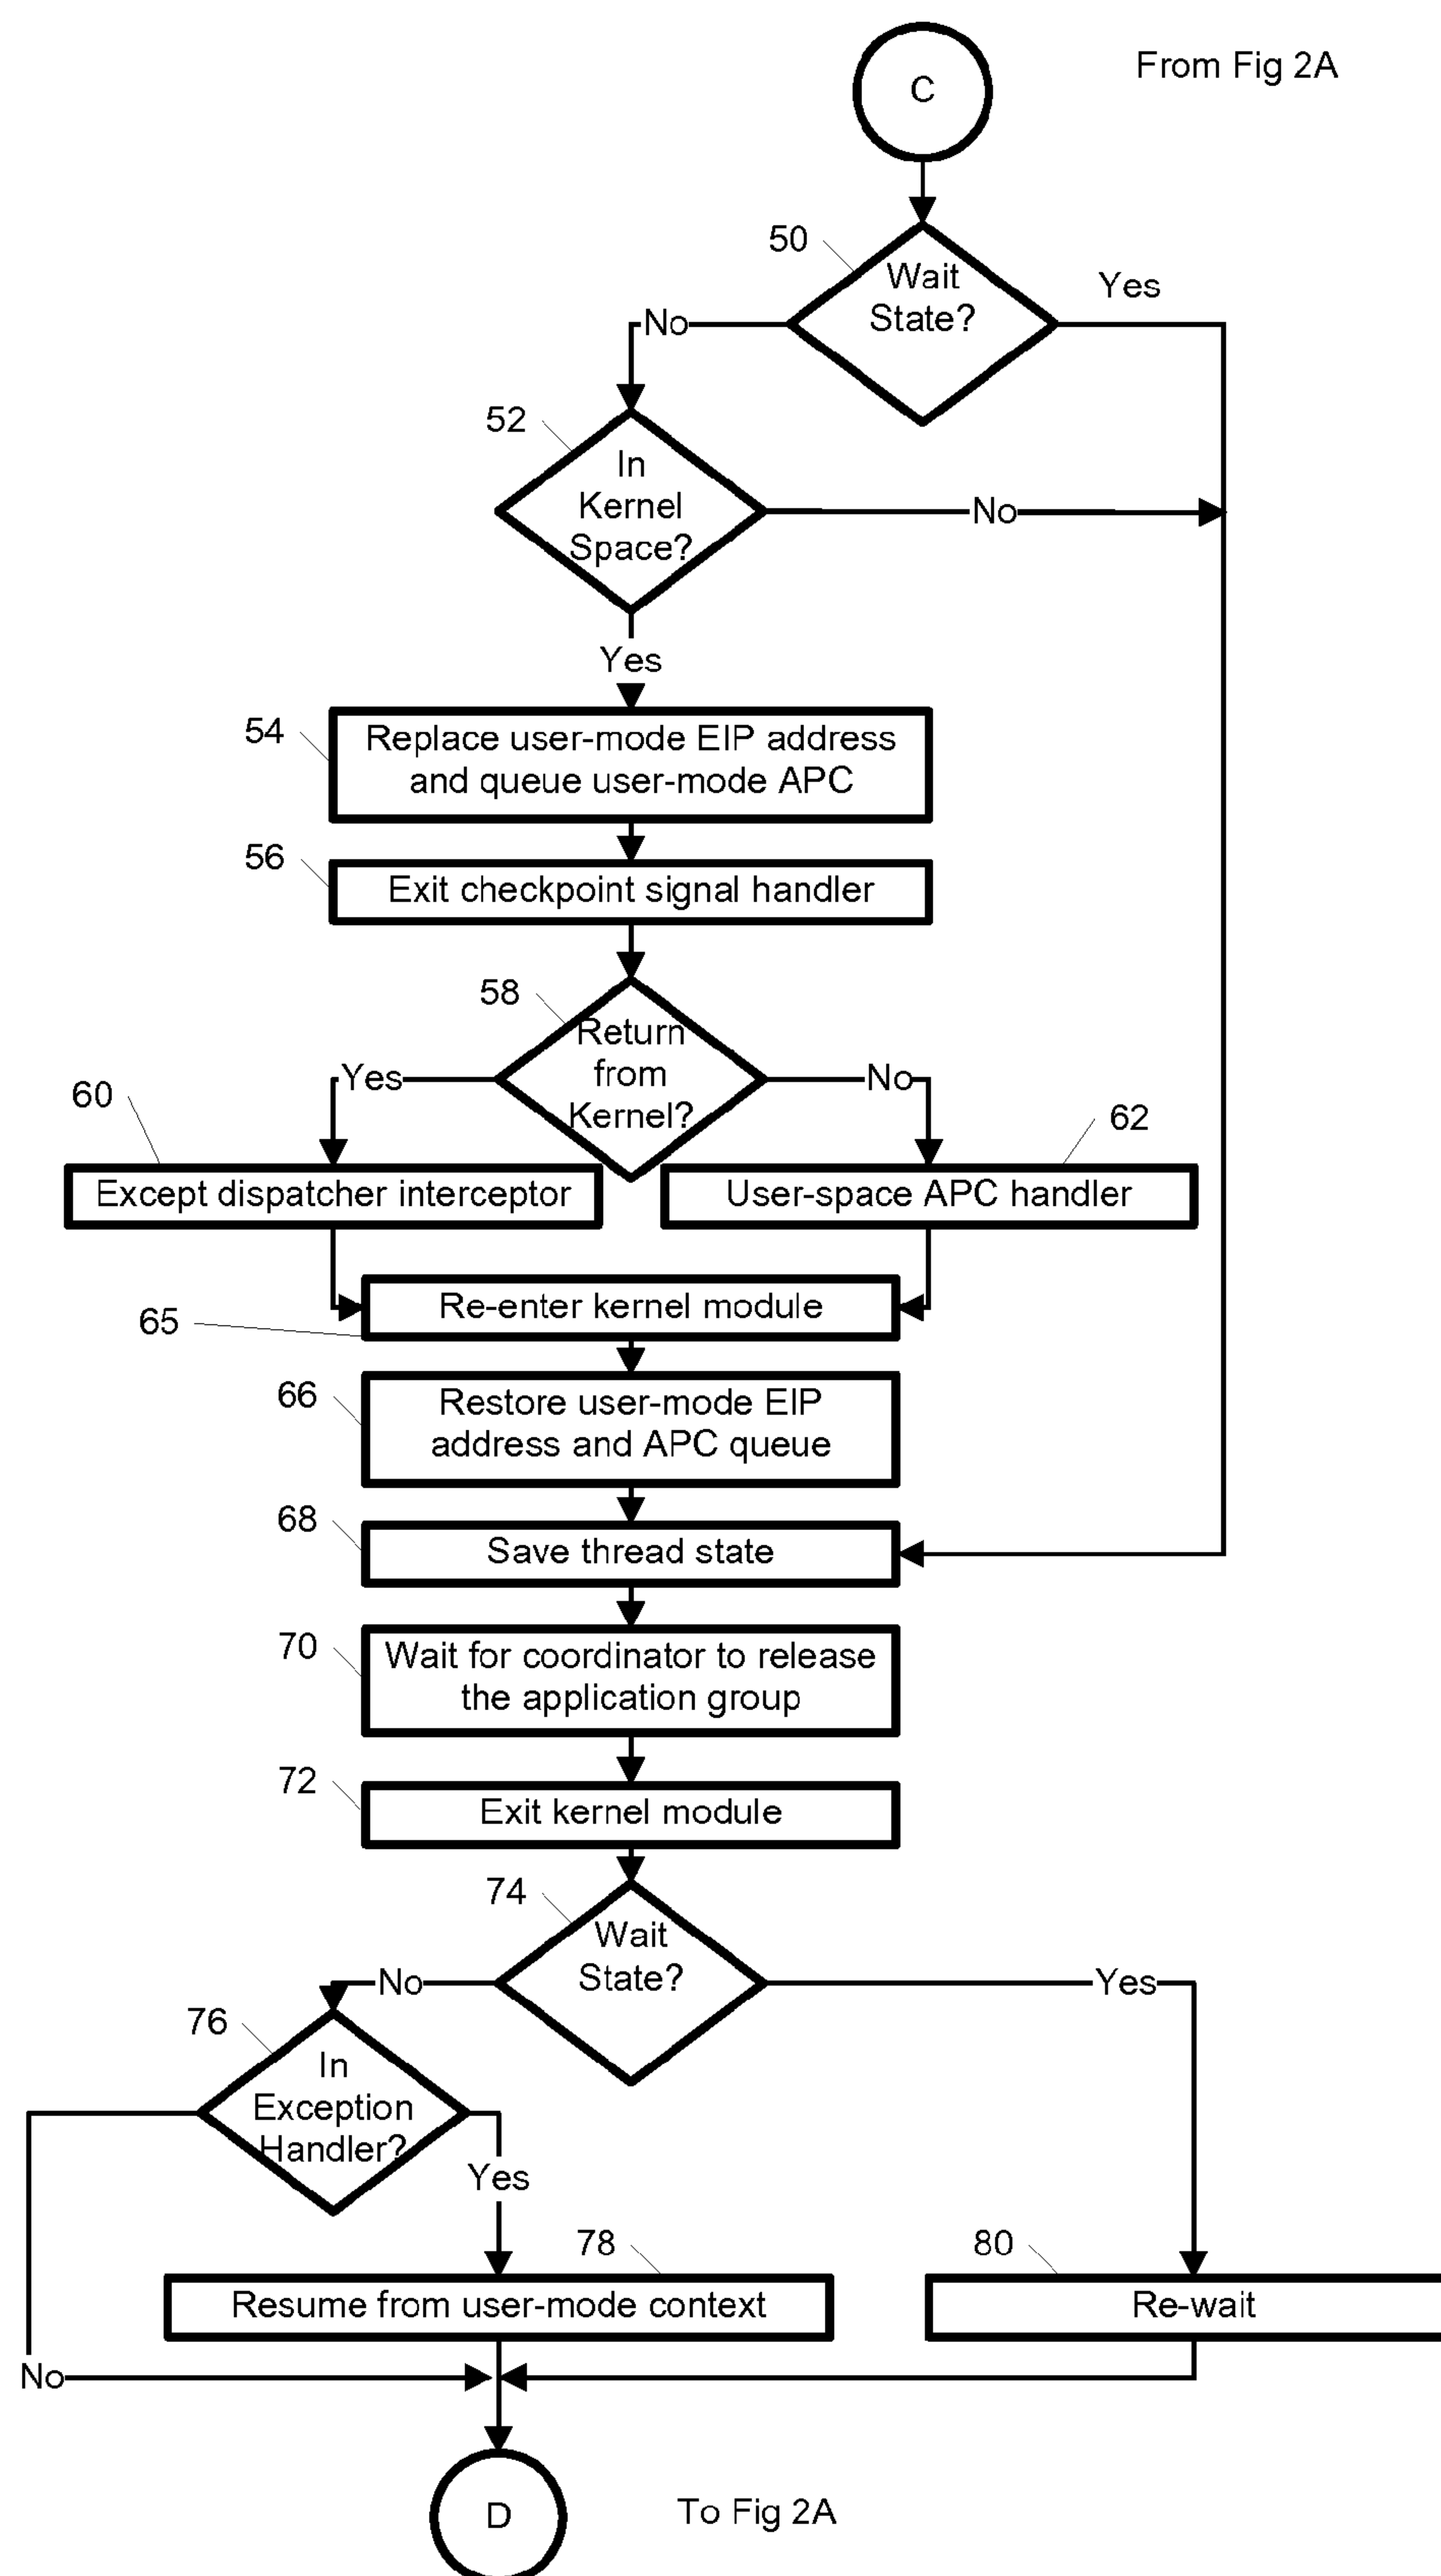 C
From Fig 2A
50
Wait
State?
Yes
No
52
In
Kernel
Space?
No
Yes
54
Replace user-mode EIP address
and queue user-mode APC
56
Exit checkpoint signal handler
58
Return
from
Kernel?
Yes
No
60
62
Except dispatcher interceptor
User-space APC handler
65
Re-enter kernel module
66
Restore user-mode EIP
address and APC queue
68
Save thread state
70
Wait for coordinator to release
the application group
72
Exit kernel module
74
Wait
State?
No
Yes
76
In
Exception
Handler?
Yes
78
80
Resume from user-mode context
Re-wait
No
D
To Fig 2A